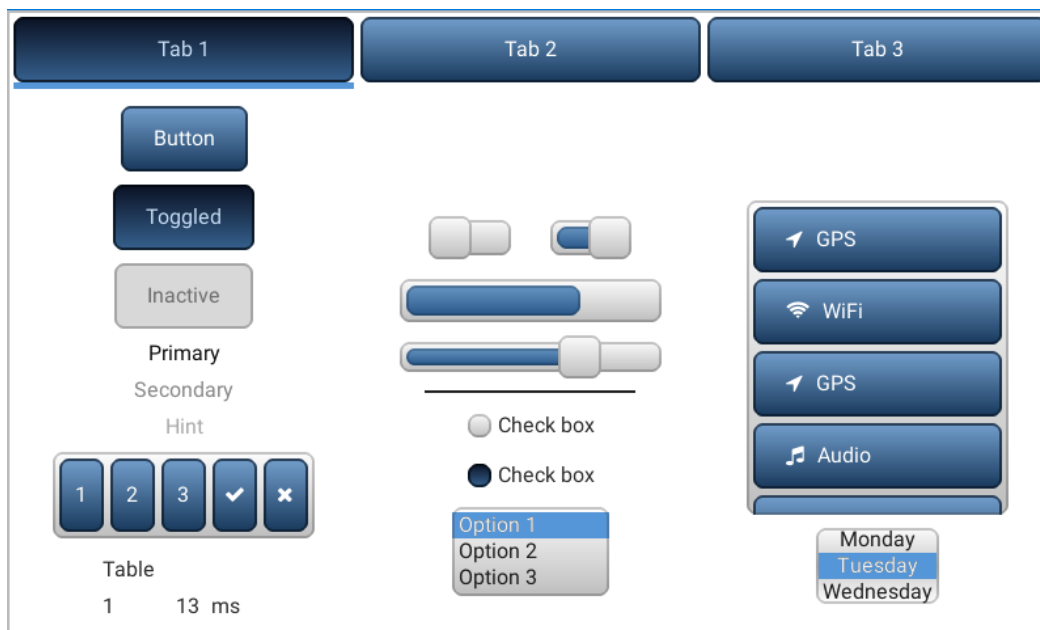 Tab 1
Tab 2
Tab 3
Button
Toggled
Inactive
Primary
Secondary
Hint
1 2 3
Table
1 13 ms
Check box
Check box
Option 1
Option 2
Option 3
GPS
WiFi
GPS
Audio
Monday
Tuesday
Wednesday